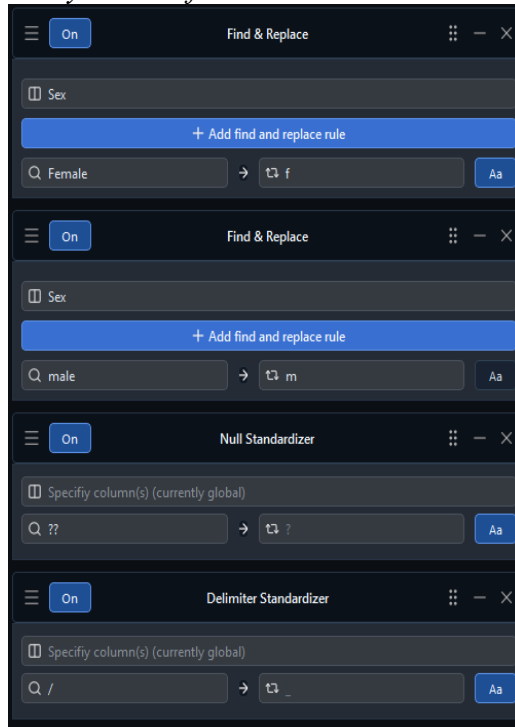 On Find & Replace
Sex
+ Add find and replace rule
Female → f Aa
On Find & Replace
Sex
+ Add find and replace rule
male → m Aa
On Null Standardizer
Specifiy column(s) (currently global)
?? → ? Aa
On Delimiter Standardizer
Specifiy column(s) (currently global)
/ → _ Aa